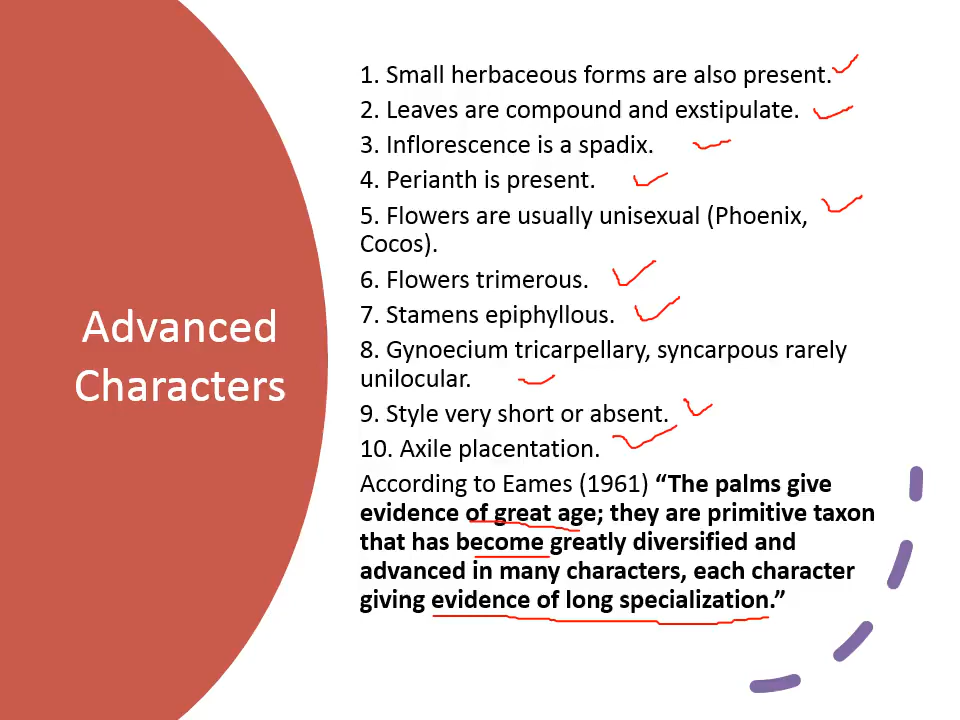 Advanced
Characters
1. Small herbaceous forms are also present.
2. Leaves are compound and exstipulate.
3. Inflorescence is a spadix.
4. Perianth is present.
5. Flowers are usually unisexual (Phoenix,
Cocos).
6. Flowers trimerous.
7. Stamens epiphyllous.
8. Gynoecium tricarpellary, syncarpous rarely
unilocular.
9. Style very short or absent.
10. Axile placentation.
According to Eames (1961) “The palms give
evidence of great age; they are primitive taxon
that has become greatly diversified and
advanced in many characters, each character
giving evidence of long specialization.”